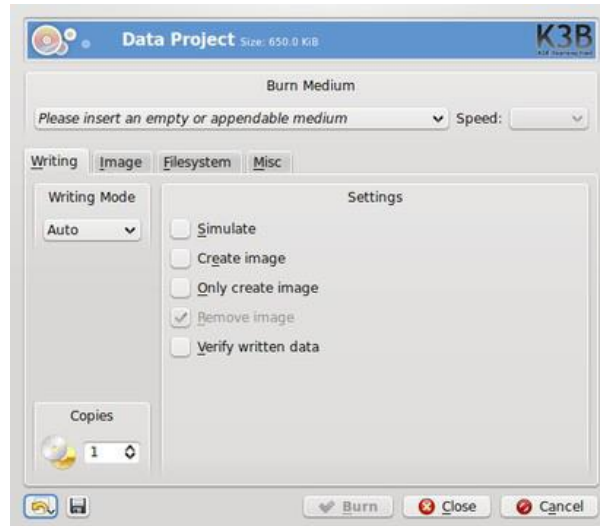 Data Project Size: 650.0 KiB
K3B
Burn Medium
Please insert an empty or appendable medium
Speed:
Writing Image Filesystem Misc
Writing Mode
Auto
Settings
Simulate
Create image
Only create image
Remove image
Verify written data
Copies
1
Burn Close Cancel